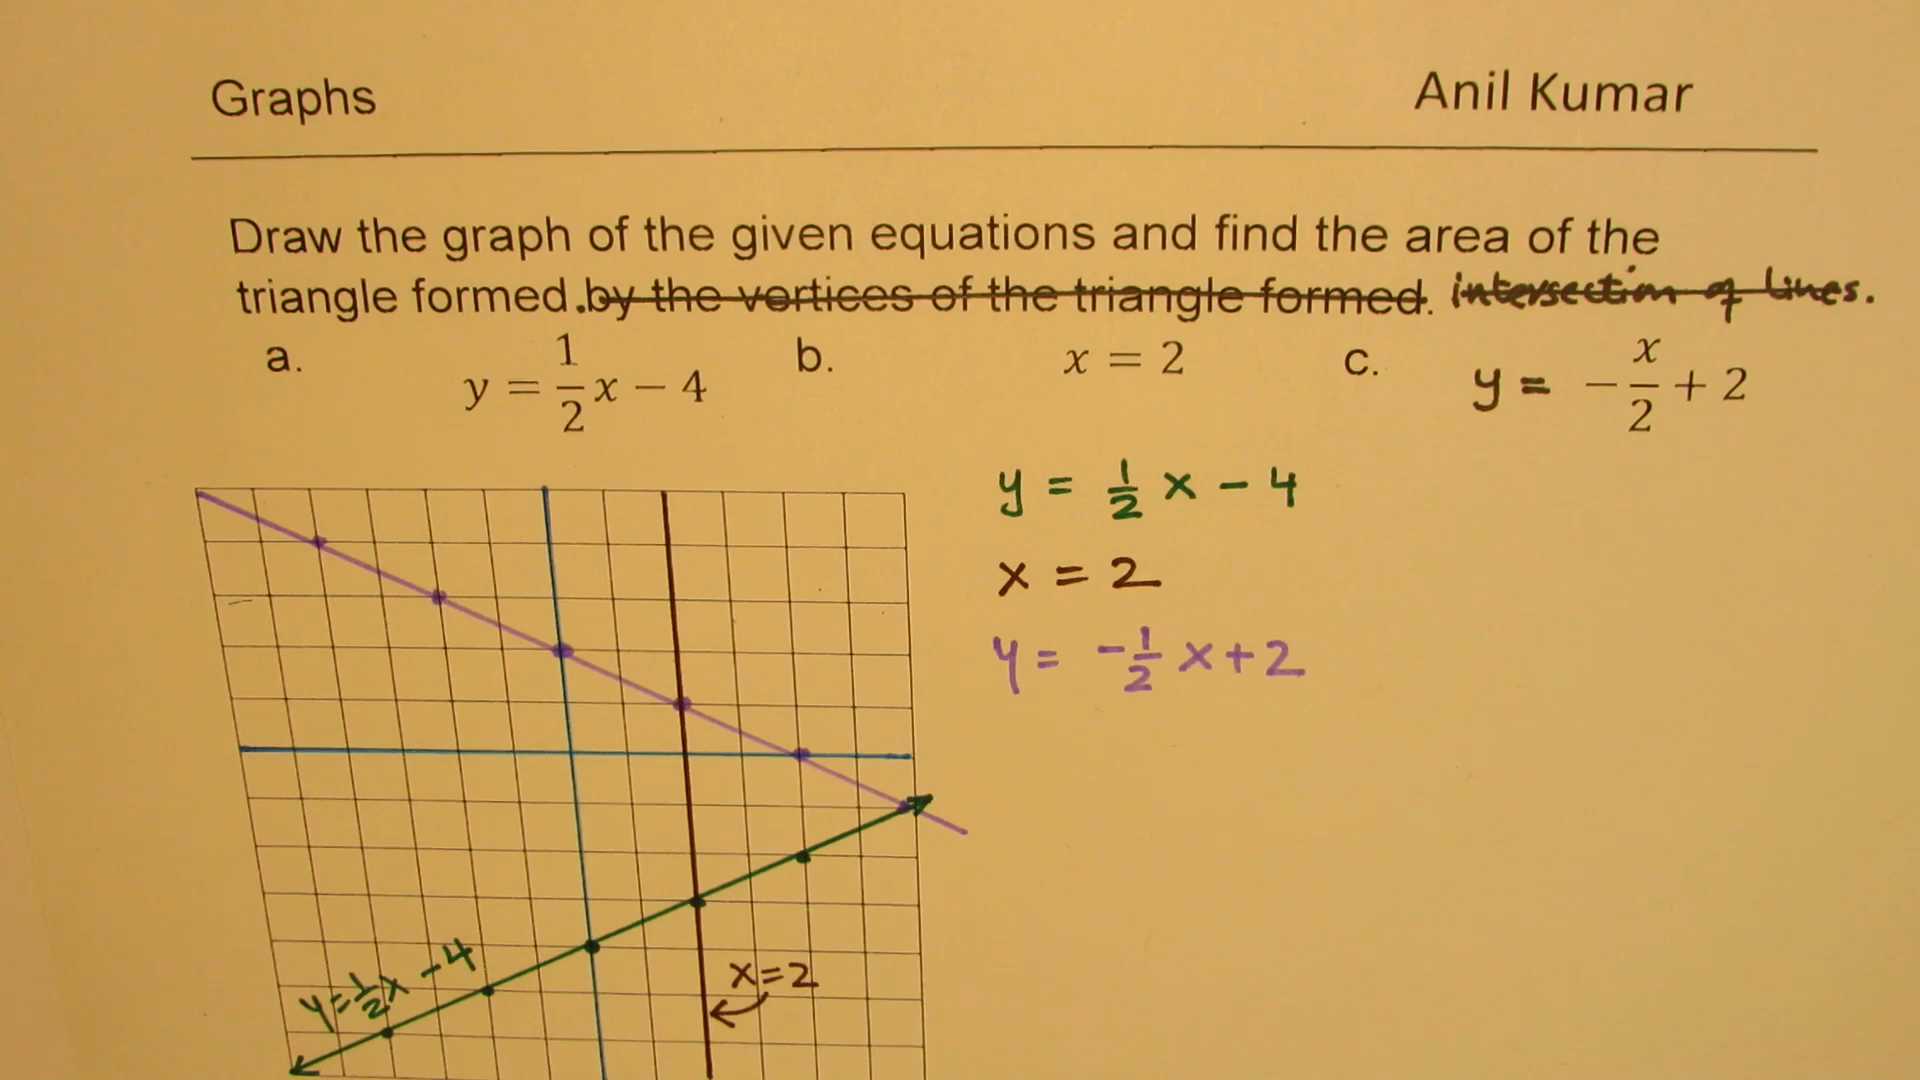 Graphs Anil Kumar
Draw the graph of the given equations and find the area of the
triangle formed. by the vertices of the triangle formed. intersection of lines.
a. y = 1/2 x − 4 b. x = 2 c. y = − x/2 + 2
y = 1/2 x − 4
x = 2
y = −1/2 x + 2
y = 1/2 x − 4
x = 2